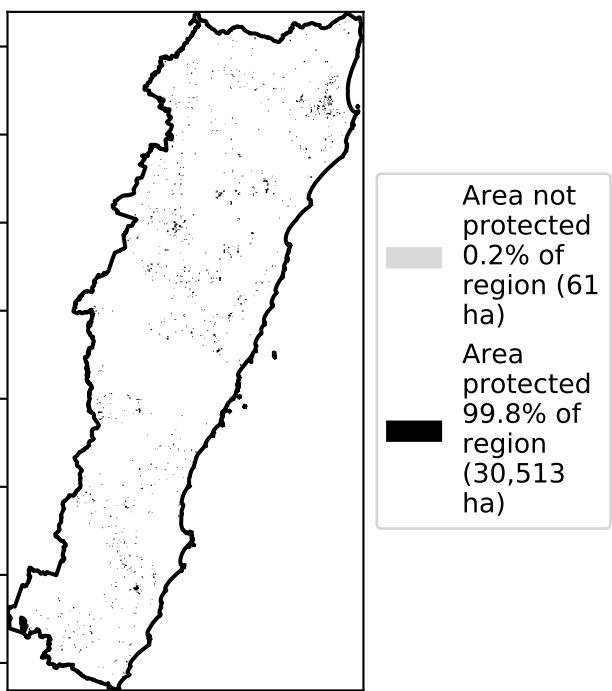 Area not
protected
0.2% of
region (61
ha)
Area
protected
99.8% of
region
(30,513
ha)